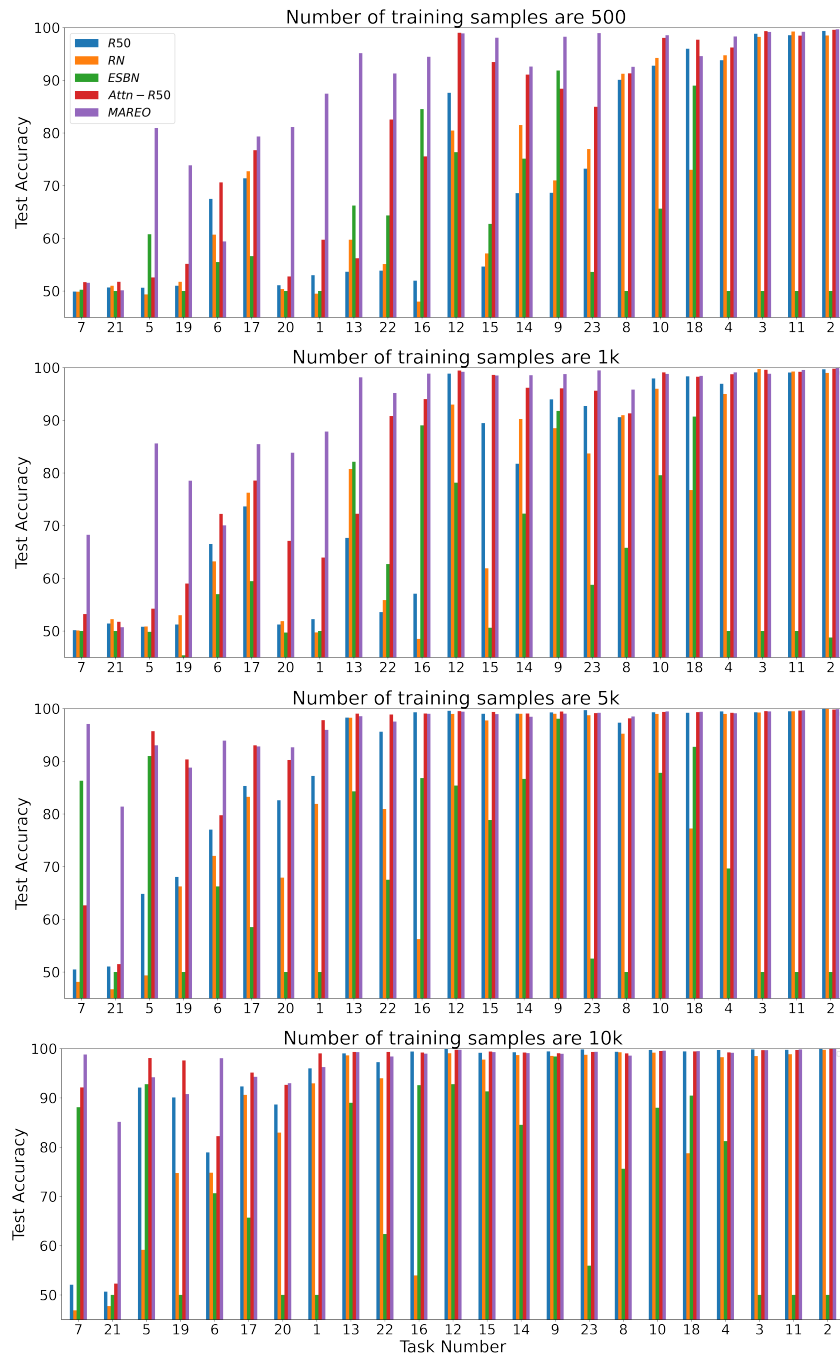 Number of training samples are 500
R50
RN
ESBN
Attn − R50
MAREO
Test Accuracy
100
90
80
70
60
50
7 21 5 19 6 17 20 1 13 22 16 12 15 14 9 23 8 10 18 4 3 11 2
Number of training samples are 1k
Test Accuracy
100
90
80
70
60
50
7 21 5 19 6 17 20 1 13 22 16 12 15 14 9 23 8 10 18 4 3 11 2
Number of training samples are 5k
Test Accuracy
100
90
80
70
60
50
7 21 5 19 6 17 20 1 13 22 16 12 15 14 9 23 8 10 18 4 3 11 2
Number of training samples are 10k
Test Accuracy
100
90
80
70
60
50
7 21 5 19 6 17 20 1 13 22 16 12 15 14 9 23 8 10 18 4 3 11 2
Task Number